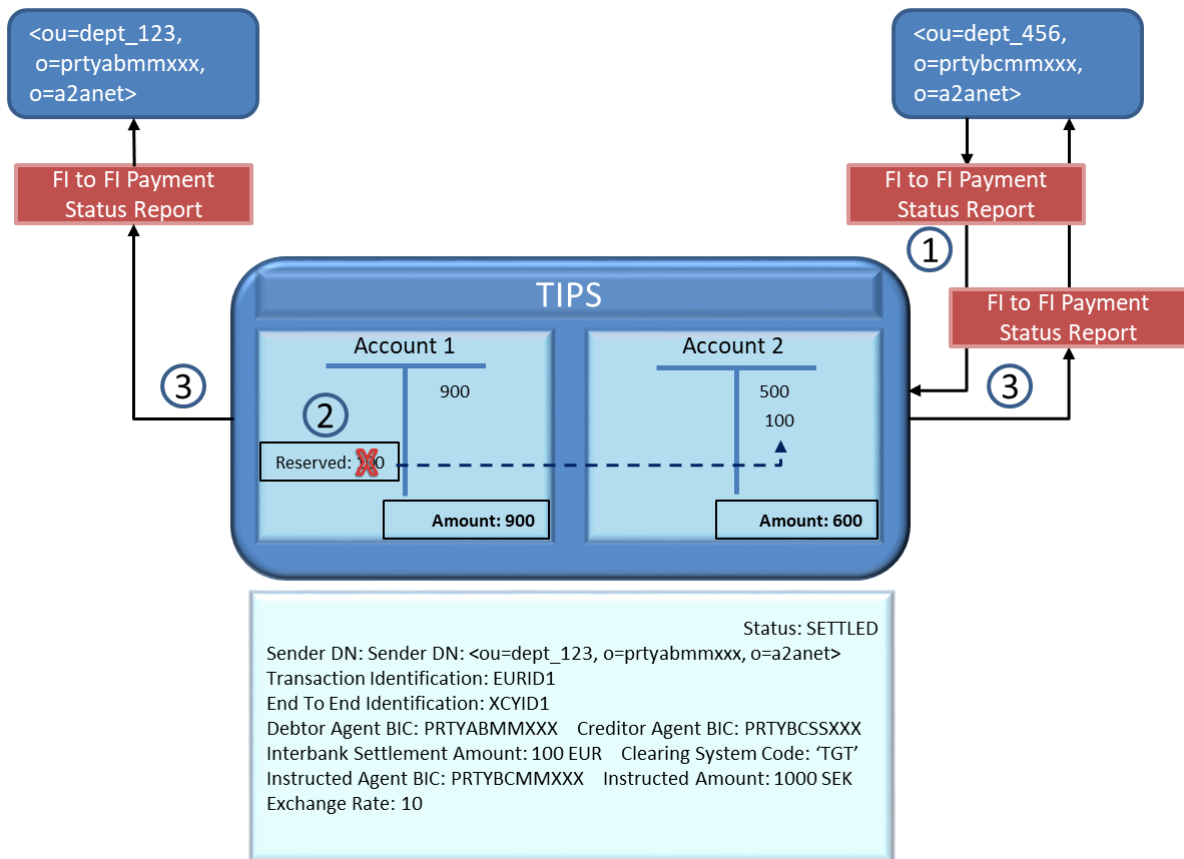 <ou=dept_123,
o=prtyabmmxxx,
o=a2anet>
<ou=dept_456,
o=prtybcmmxxx,
o=a2anet>
FI to FI Payment
Status Report
FI to FI Payment
Status Report
1
FI to FI Payment
Status Report
TIPS
Account 1
Account 2
900
500
100
3
2
3
Reserved:
Amount: 900
Amount: 600
Status: SETTLED
Sender DN: Sender DN: <ou=dept_123, o=prtyabmmxxx, o=a2anet>
Transaction Identification: EURID1
End To End Identification: XCYID1
Debtor Agent BIC: PRTYABMMXXX Creditor Agent BIC: PRTYBCSSXXX
Interbank Settlement Amount: 100 EUR Clearing System Code: ‘TGT’
Instructed Agent BIC: PRTYBCMMXXX Instructed Amount: 1000 SEK
Exchange Rate: 10